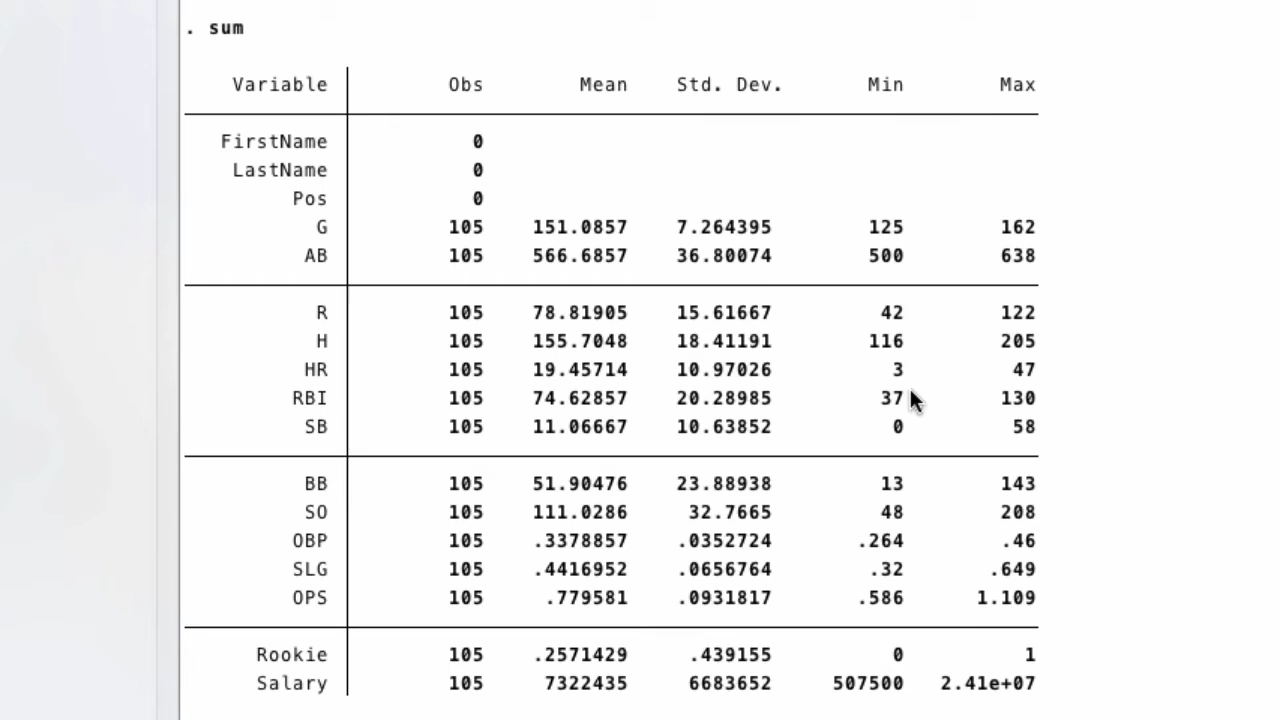 . sum
Variable Obs Mean Std. Dev. Min Max
FirstName 0
LastName 0
Pos 0
G 105 151.0857 7.264395 125 162
AB 105 566.6857 36.80074 500 638
R 105 78.81905 15.61667 42 122
H 105 155.7048 18.41191 116 205
HR 105 19.45714 10.97026 3 47
RBI 105 74.62857 20.28985 37 130
SB 105 11.06667 10.63852 0 58
BB 105 51.90476 23.88938 13 143
SO 105 111.0286 32.7665 48 208
OBP 105 .3378857 .0352724 .264 .46
SLG 105 .4416952 .0656764 .32 .649
OPS 105 .779581 .0931817 .586 1.109
Rookie 105 .2571429 .439155 0 1
Salary 105 7322435 6683652 507500 2.41e+07